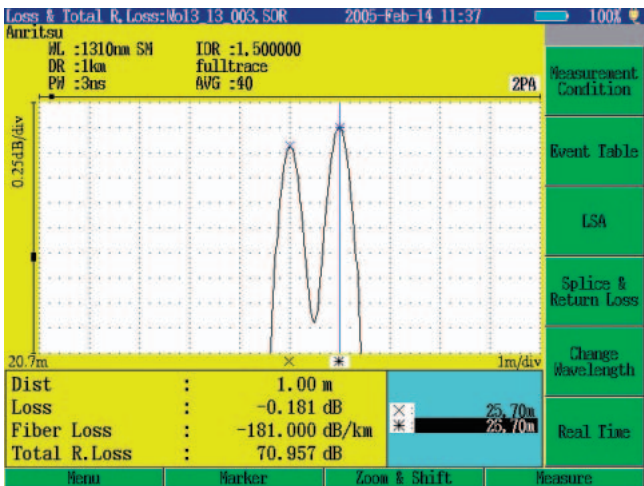 Loss & Total R.Loss:No13_13_003.SOR 2005-Feb-14 11:37 100%
Anritsu
WL :1310nm SM IOR :1.500000
DR :1km fulltrace
PW :3ns AVG :40 2PA
Measurement
Condition
0.25dB/div
Event Table
LSA
Splice &
Return Loss
Change
Wavelength
20.7m × * 1m/div
Dist : 1.00 m
Loss : -0.181 dB ×: 25.70m
Fiber Loss : -181.000 dB/km *: 26.70m
Total R.Loss : 70.957 dB
Real Time
Menu Marker Zoom & Shift Measure